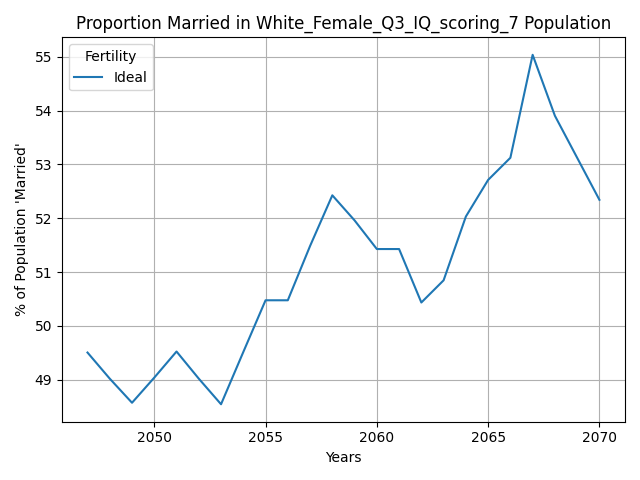 Proportion Married in White_Female_Q3_IQ_scoring_7 Population
% of Population 'Married'
55
54
53
52
51
50
49
Fertility
Ideal
2050 2055 2060 2065 2070
Years